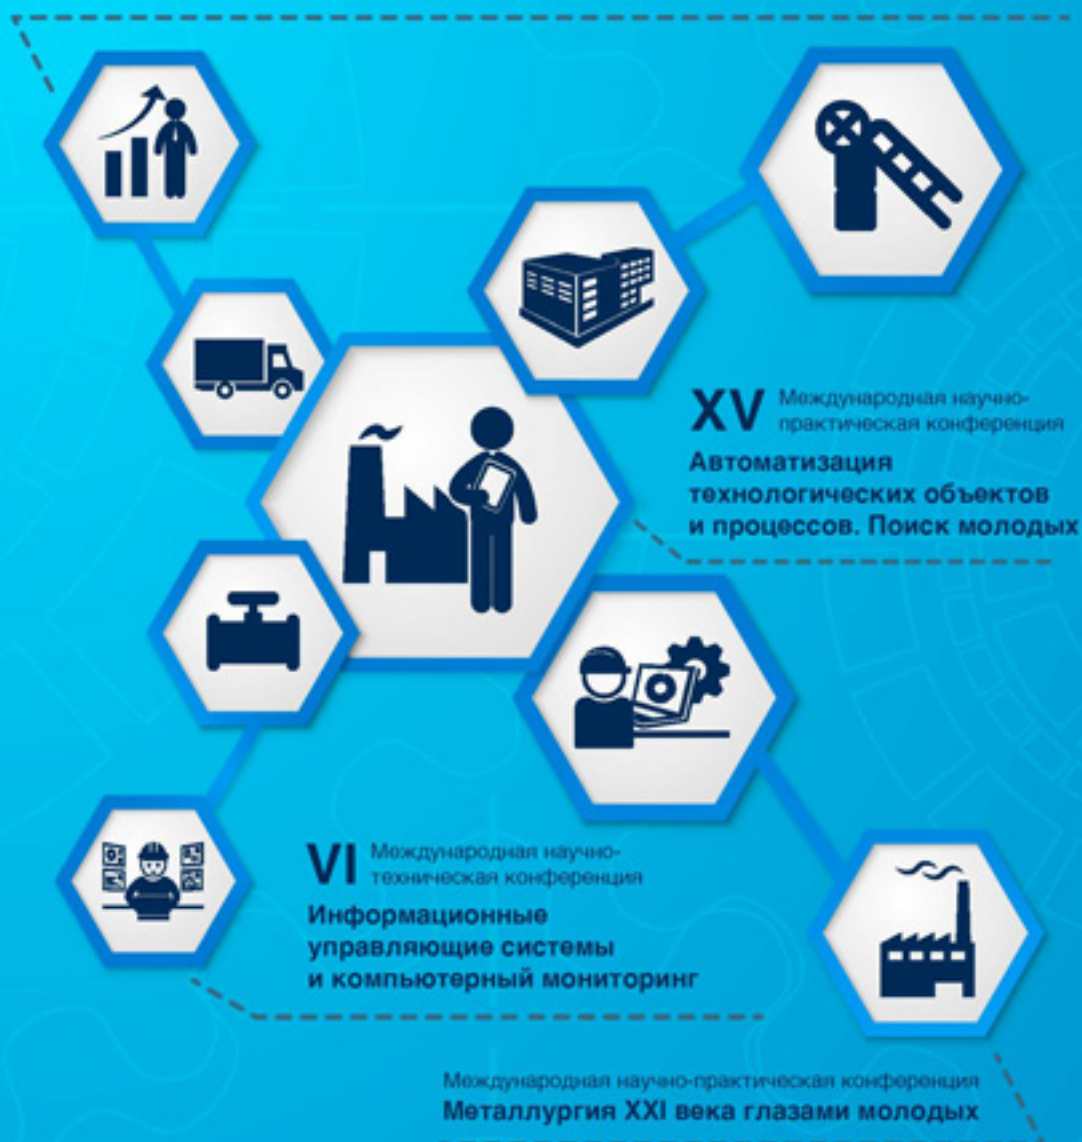 XV Международная научно-
практическая конференция
Автоматизация
технологических объектов
и процессов. Поиск молодых
VI Международная научно-
техническая конференция
Информационные
управляющие системы
и компьютерный мониторинг
Международная научно-практическая конференция
Металлургия XXI века глазами молодых